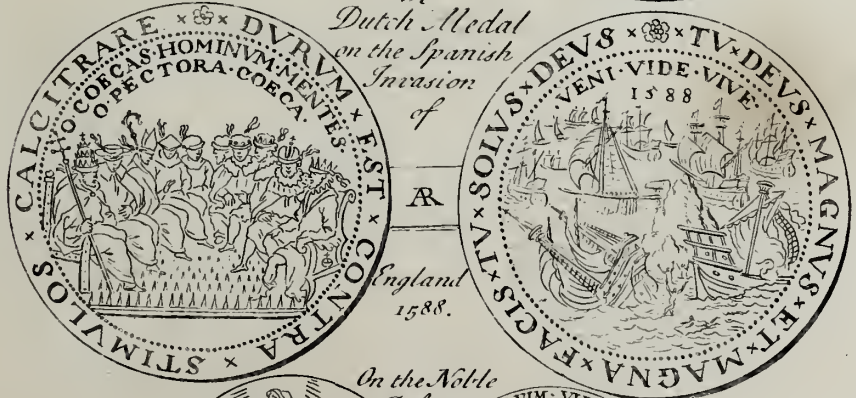 DURUM × EST × CONTRA × STIMVLOS × CALCITRARE ×
O·COECAS·HOMINVM·MENTES
O·PECTORA·COECA·
Dutch Medal
on the Spanish
Invasion
of
AR
England
1588.
TV×DEVS×MAGNVS×ET×MAGNA×FACIS×TV×SOLVS×DEVS×
VENI·VIDE·VIVE·
1588
On the Noble